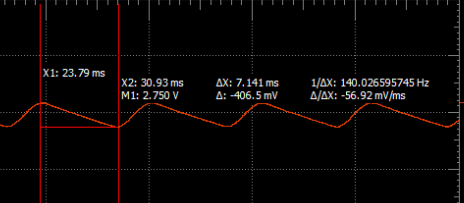 X1: 23.79 ms
X2: 30.93 ms ΔX: 7.141 ms 1/ΔX: 140.026595745 Hz
M1: 2.750 V Δ: -406.5 mV Δ/ΔX: -56.92 mV/ms